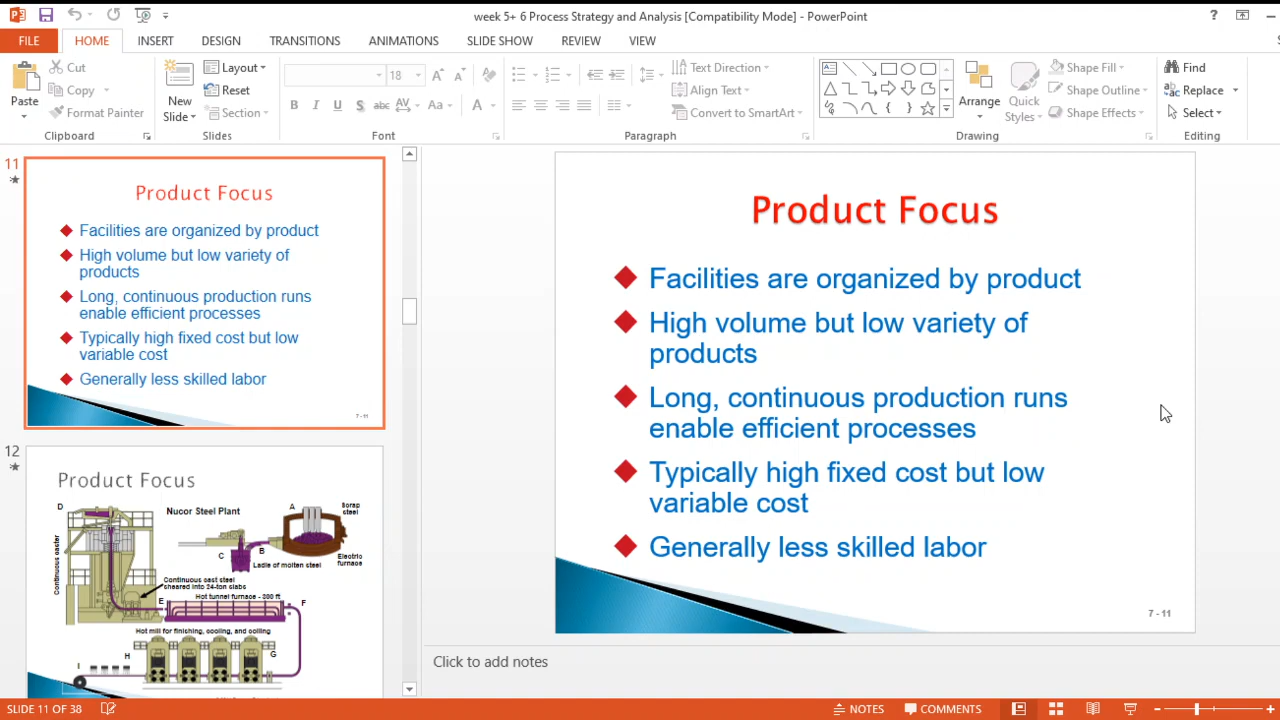 week 5+ 6 Process Strategy and Analysis [Compatibility Mode] - PowerPoint
?
FILE HOME INSERT DESIGN TRANSITIONS ANIMATIONS SLIDE SHOW REVIEW VIEW
Paste
Cut
Copy
Format Painter
Clipboard
New
Slide
Layout
Reset
Section
Slides
18
B I U S abc AV Aa A
Font
Text Direction
Align Text
Convert to SmartArt
Paragraph
Arrange
Quick
Styles
Shape Fill
Shape Outline
Shape Effects
Drawing
Find
Replace
Select
Editing
11
Product Focus
Facilities are organized by product
High volume but low variety of
products
Long, continuous production runs
enable efficient processes
Typically high fixed cost but low
variable cost
Generally less skilled labor
7 - 11
12
Product Focus
D
Nucor Steel Plant
A
Scrap
steel
Continuous caster
C
B
Ladle of molten steel
Electric
furnace
Continuous cast steel
sheared into 24-ton slabs
E
Hot tunnel furnace - 300 ft
F
Hot mill for finishing, cooling, and coiling
H
G
I
Product Focus
Facilities are organized by product
High volume but low variety of
products
Long, continuous production runs
enable efficient processes
Typically high fixed cost but low
variable cost
Generally less skilled labor
7 - 11
Click to add notes
SLIDE 11 OF 38
NOTES
COMMENTS